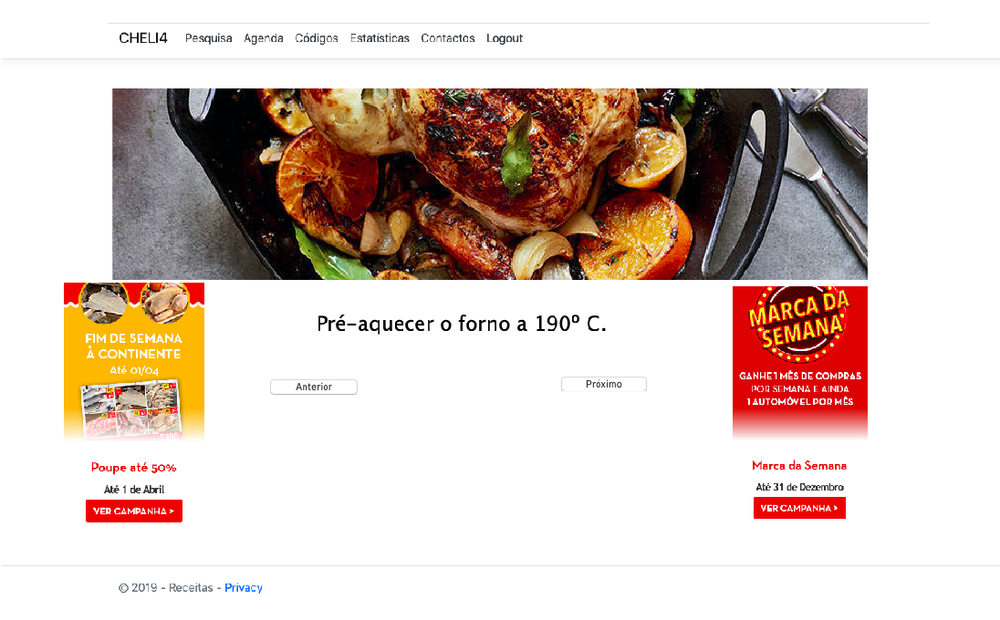 CHELI4 Pesquisa Agenda Códigos Estatísticas Contactos Logout
FIM DE SEMANA
À CONTINENTE
Até 01/04
Poupe até 50%
Até 1 de Abril
VER CAMPANHA >
Pré-aquecer o forno a 190º C.
Anterior
Próximo
MARCA DA
SEMANA
GANHE 1 MÊS DE COMPRAS
POR SEMANA E AINDA
1 AUTOMÓVEL POR MÊS
Marca da Semana
Até 31 de Dezembro
VER CAMPANHA >
© 2019 - Receitas - Privacy